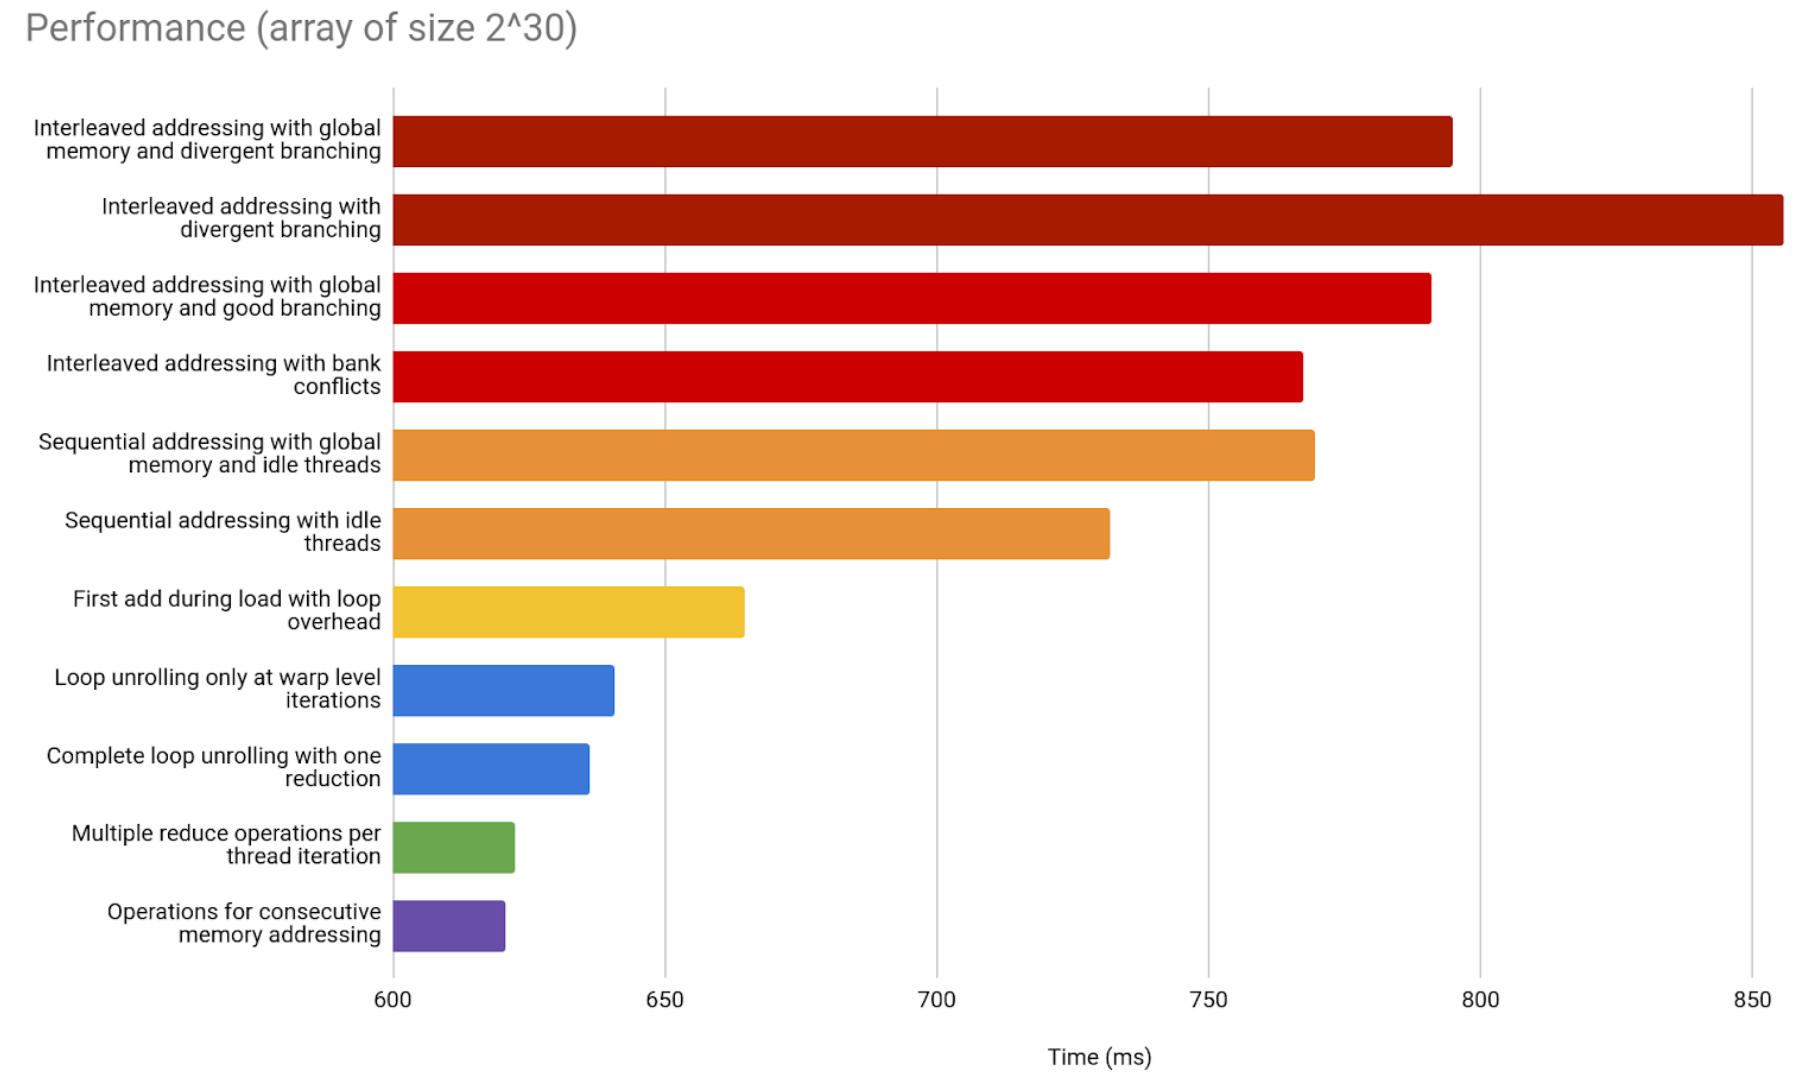 Performance (array of size 2^30)
Interleaved addressing with global
memory and divergent branching
Interleaved addressing with
divergent branching
Interleaved addressing with global
memory and good branching
Interleaved addressing with bank
conflicts
Sequential addressing with global
memory and idle threads
Sequential addressing with idle
threads
First add during load with loop
overhead
Loop unrolling only at warp level
iterations
Complete loop unrolling with one
reduction
Multiple reduce operations per
thread iteration
Operations for consecutive
memory addressing
600 650 700 750 800 850
Time (ms)